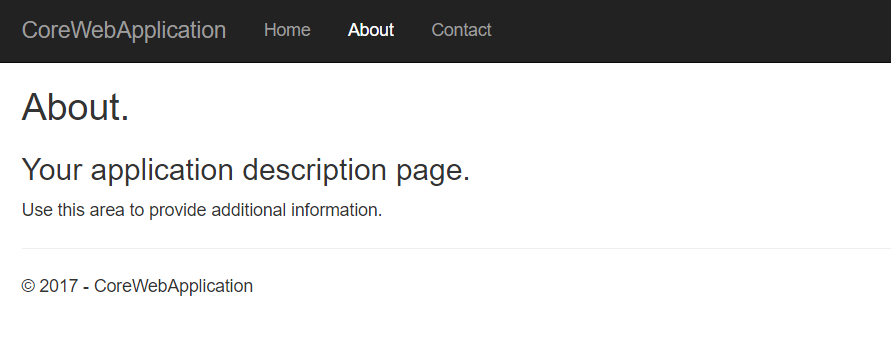 CoreWebApplication Home About Contact
About.
Your application description page.
Use this area to provide additional information.
© 2017 - CoreWebApplication